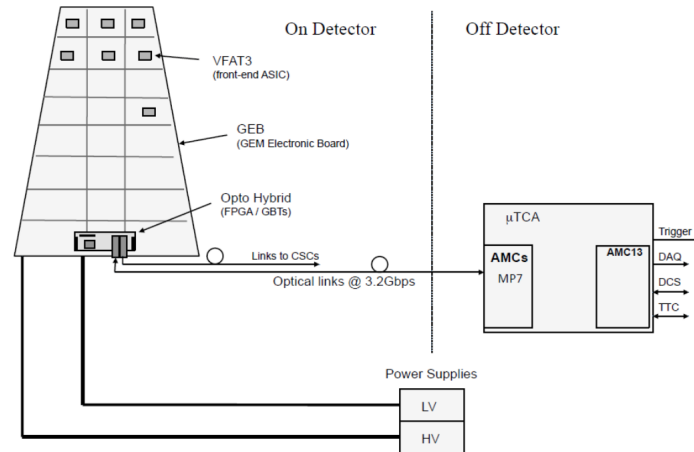 On Detector
Off Detector
VFAT3
(front-end ASIC)
GEB
(GEM Electronic Board)
Opto Hybrid
(FPGA / GBTs)
Links to CSCs
Optical links @ 3.2Gbps
μTCA
AMCs
MP7
AMC13
Trigger
DAQ
DCS
TTC
Power Supplies
LV
HV